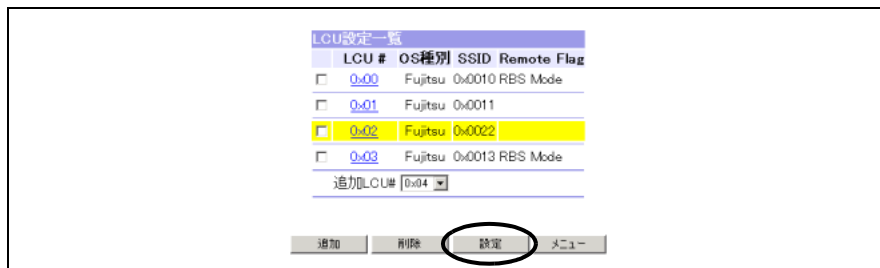 LCU設定一覧
LCU # OS種別 SSID Remote Flag
0x00 Fujitsu 0x0010 RBS Mode
0x01 Fujitsu 0x0011
0x02 Fujitsu 0x0022
0x03 Fujitsu 0x0013 RBS Mode
追加LCU# 0x04
追加 削除 設定 メニュー